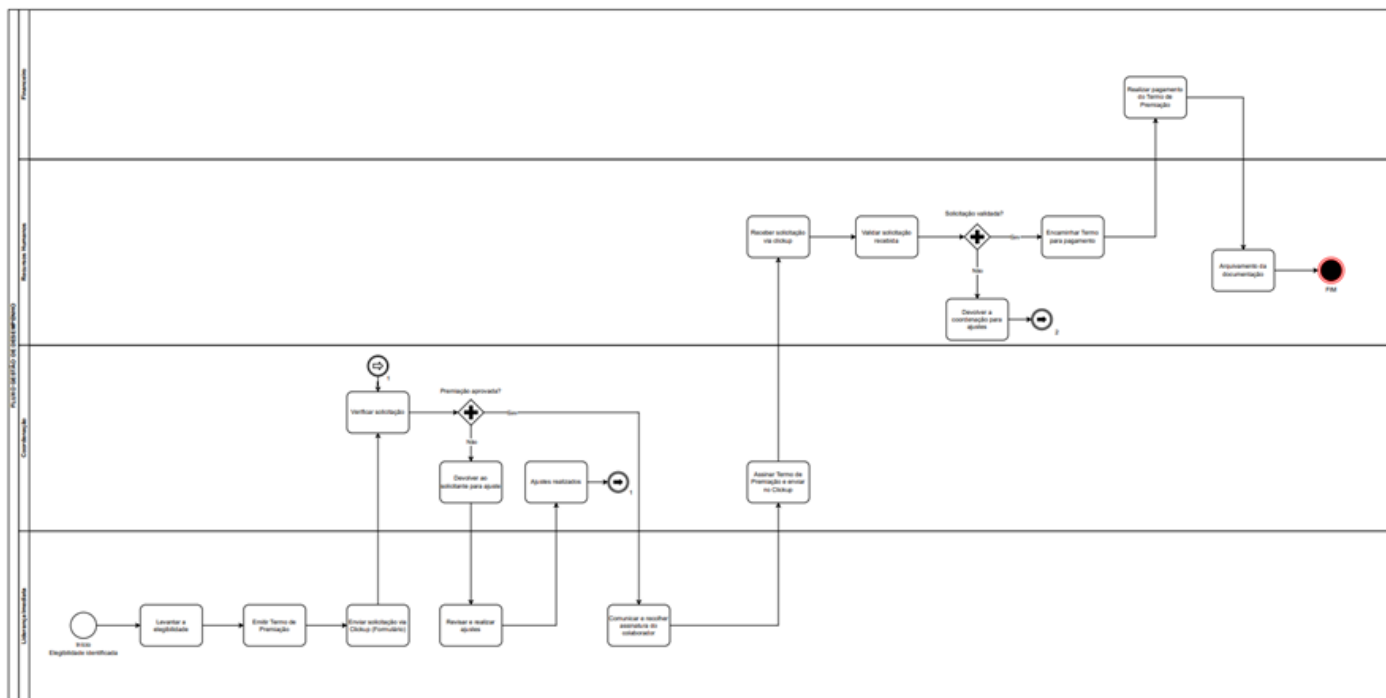 FLUXO GESTÃO DE DESEMPENHO
Financeiro
Realizar pagamento
do Termo de
Premiação
Recursos Humanos
Receber solicitação
via clickup
Validar solicitação
recebida
Solicitação validada?
Sim
Encaminhar Termo
para pagamento
Não
Devolver a
coordenação para
ajustes
2
Arquivamento da
documentação
FIM
Coordenação
1
Verificar solicitação
Premiação aprovada?
Sim
Não
Devolver ao
solicitante para ajuste
Ajustes realizados
1
Assinar Termo de
Premiação e enviar
no Clickup
Liderança Imediata
Início
Elegibilidade identificada
Levantar a
elegibilidade
Emitir Termo de
Premiação
Enviar solicitação via
Clickup (Formulário)
Revisar e realizar
ajustes
Comunicar e recolher
assinatura do
colaborador